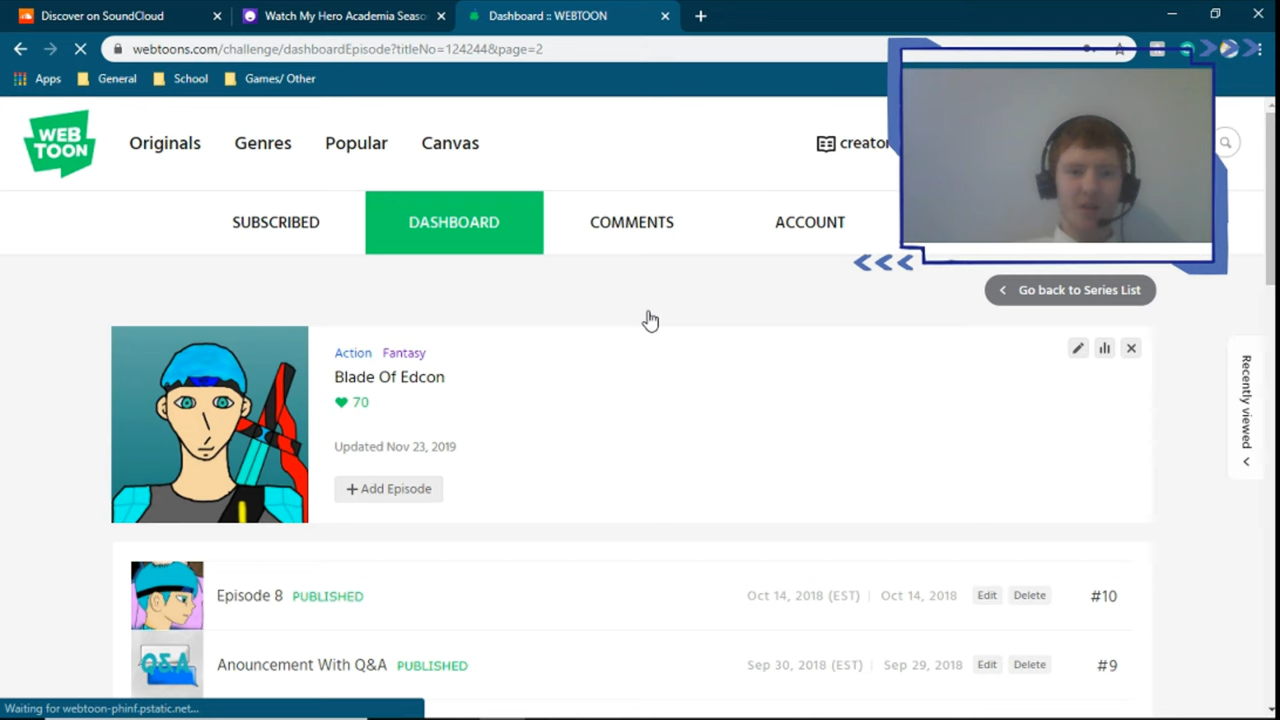 Discover on SoundCloud
Watch My Hero Academia Seaso
Dashboard :: WEBTOON
webtoons.com/challenge/dashboardEpisode?titleNo=124244&page=2
Apps General School Games/ Other
WEB
TOON
Originals Genres Popular Canvas creator
SUBSCRIBED DASHBOARD COMMENTS ACCOUNT
Go back to Series List
Action Fantasy
Blade Of Edcon
70
Updated Nov 23, 2019
+ Add Episode
Recently viewed
Episode 8 PUBLISHED Oct 14, 2018 (EST) | Oct 14, 2018 Edit Delete #10
Q&A
Anouncement With Q&A PUBLISHED Sep 30, 2018 (EST) | Sep 29, 2018 Edit Delete #9
Waiting for webtoon-phinf.pstatic.net...